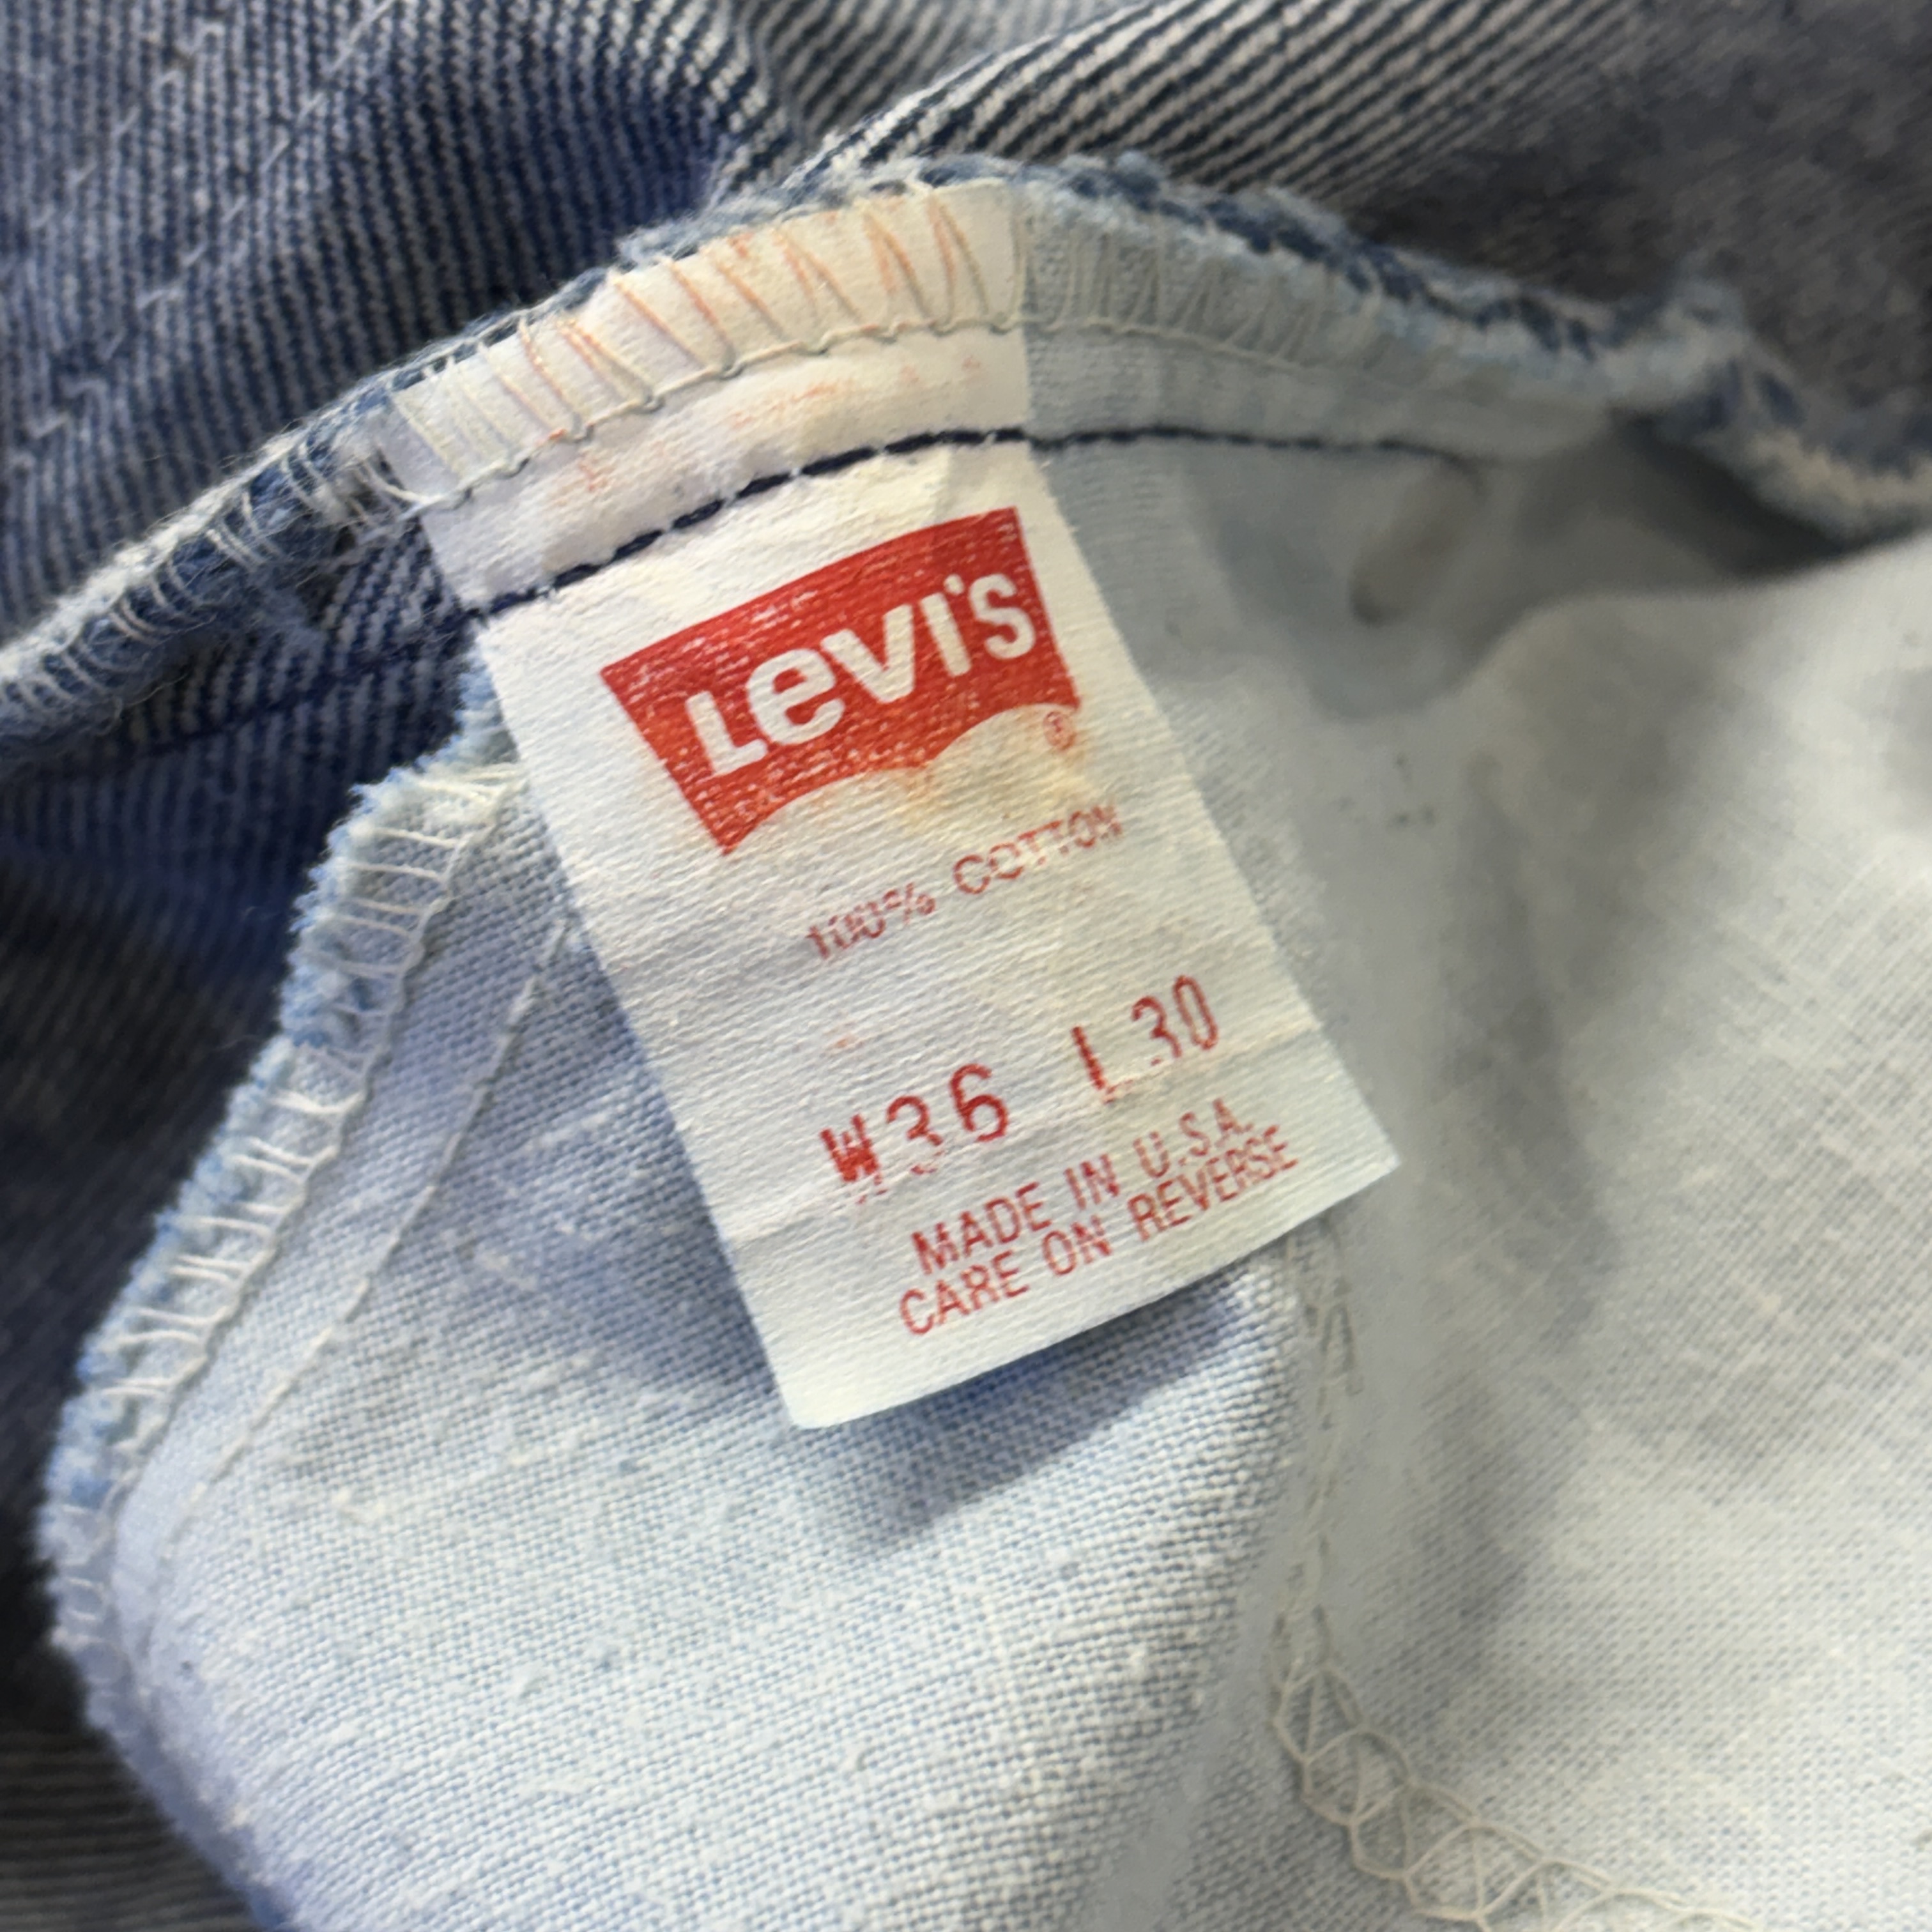 Levi's ®
100% COTTON
W36 L30
MADE IN U.S.A.
CARE ON REVERSE